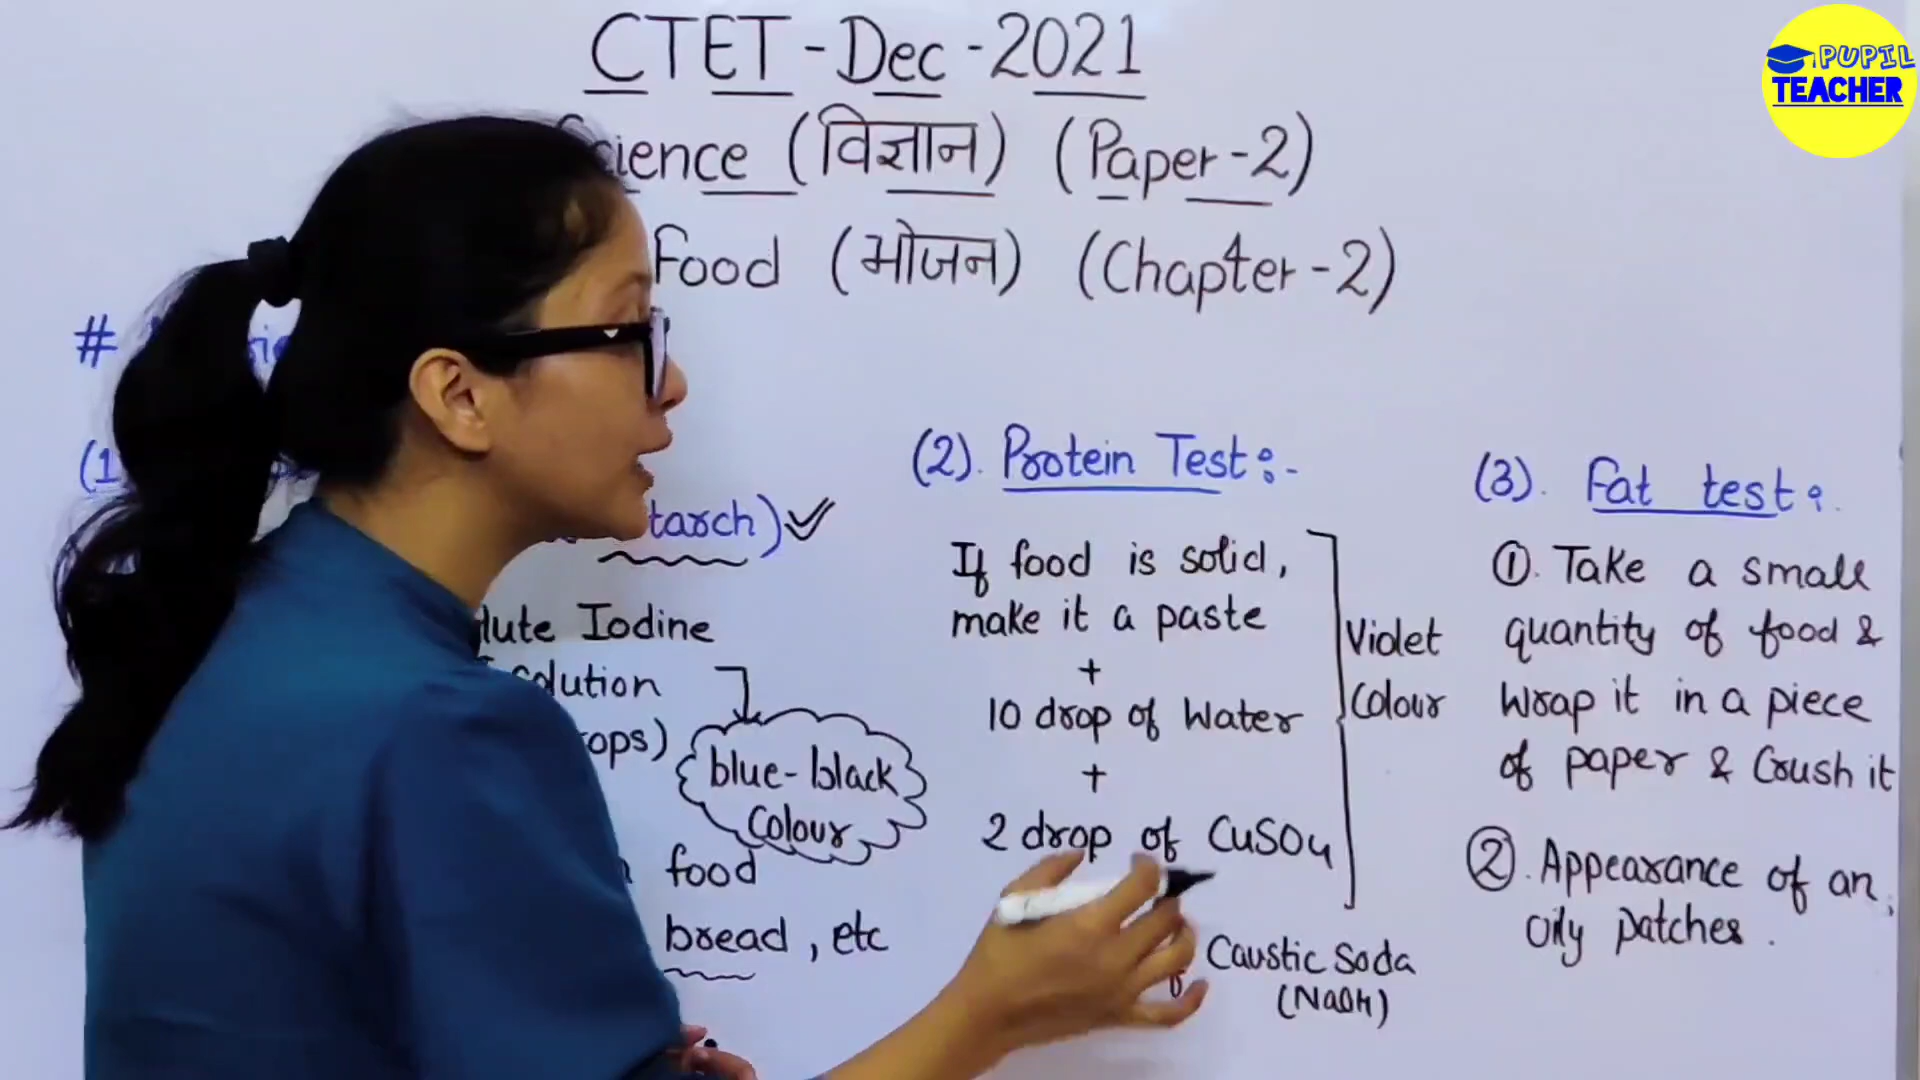 CTET - Dec - 2021
PUPIL
TEACHER
Science (विज्ञान) (Paper-2)
Food (भोजन) (Chapter-2)
#
(1
tarch)
lute Iodine
olution
ops)
blue-black
Colour
food
bread, etc
(2). Protein Test:-
If food is solid,
make it a paste
+
10 drop of Water
+
2 drop of CuSO4
Caustic Soda
(NaOH)
Violet
Colour
(3). Fat test:
①. Take a small
quantity of food &
Wrap it in a piece
of paper & Crush it
②. Appearance of an
oily patches.